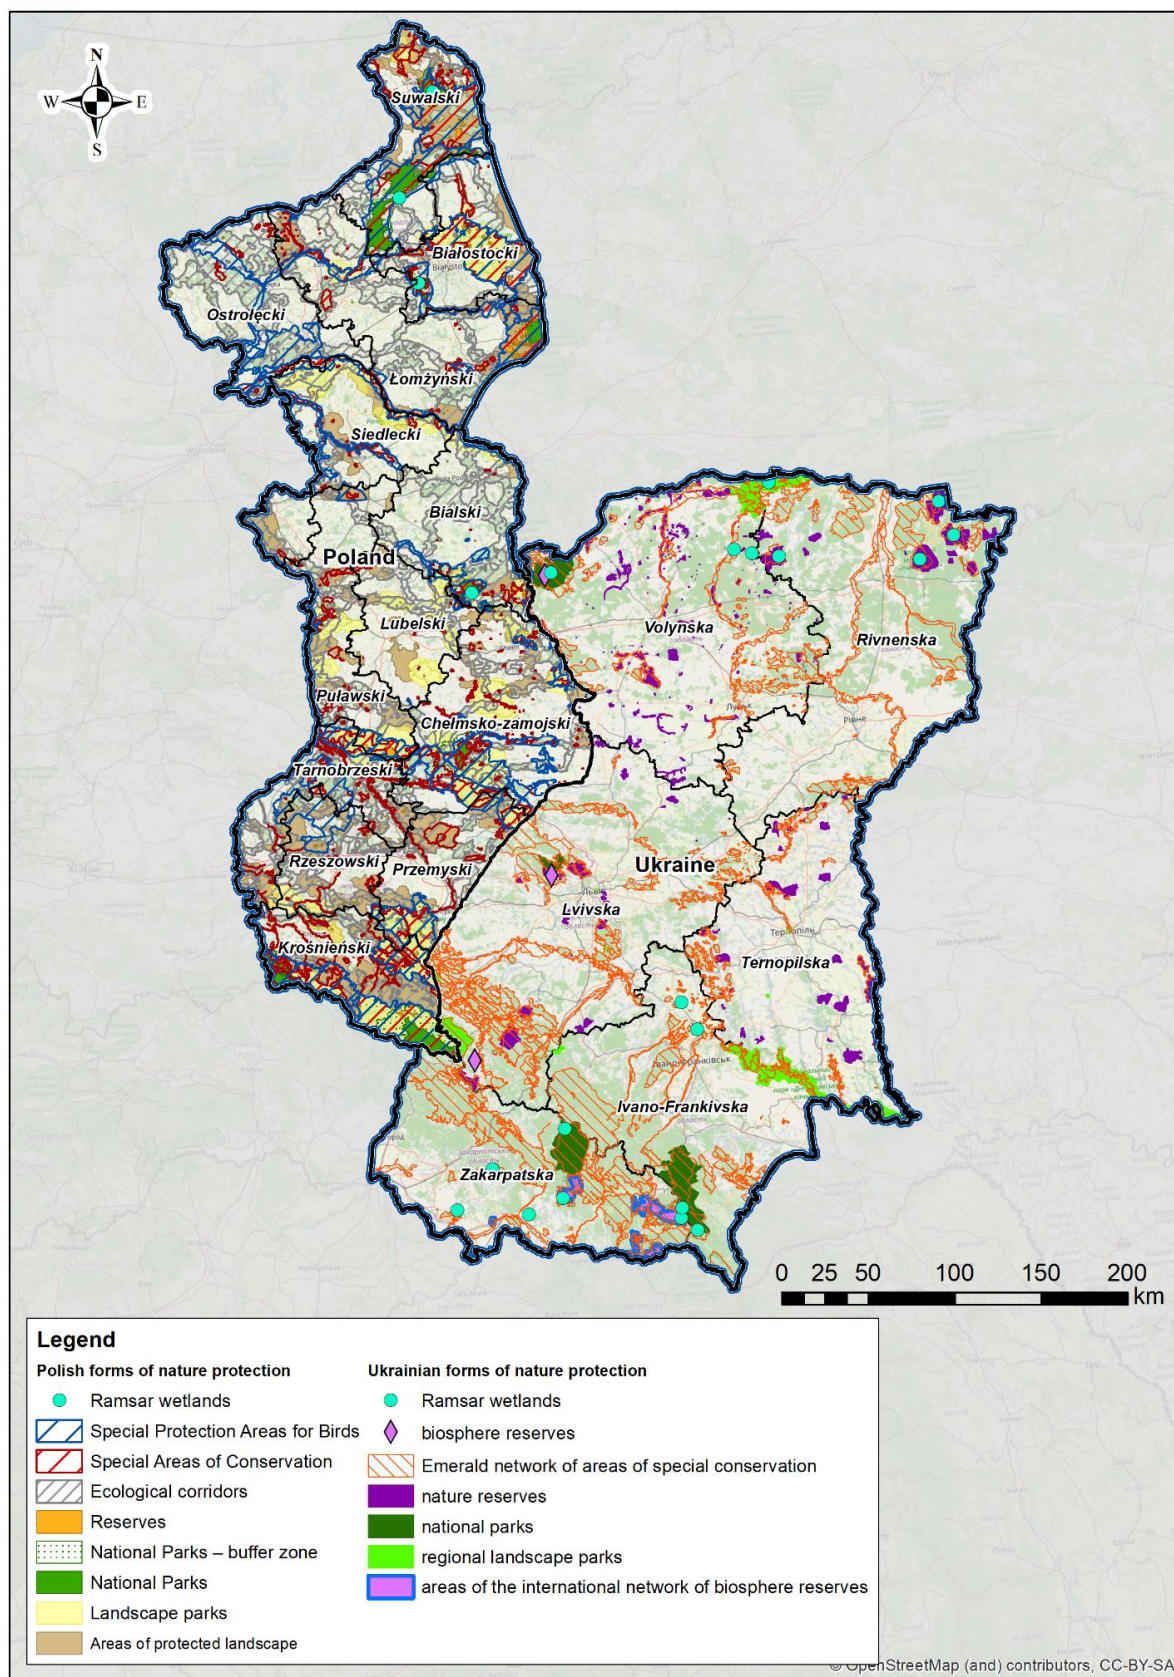 N
W E
S
Suwalski
Białostocki
Ostrołęcki
Łomżyński
Siedlecki
Bialski
Poland
Lubelski
Volyńska
Rivnenska
Puławski
Chełmsko-zamojski
Tarnobrzeski
Rzeszowski
Przemyski
Ukraine
Lvivska
Krośnieński
Ternopilska
Ivano-Frankivska
Zakarpatska
0 25 50 100 150 200
km
Legend
Polish forms of nature protection
Ramsar wetlands
Special Protection Areas for Birds
Special Areas of Conservation
Ecological corridors
Reserves
National Parks – buffer zone
National Parks
Landscape parks
Areas of protected landscape
Ukrainian forms of nature protection
Ramsar wetlands
biosphere reserves
Emerald network of areas of special conservation
nature reserves
national parks
regional landscape parks
areas of the international network of biosphere reserves
© OpenStreetMap (and) contributors, CC-BY-SA